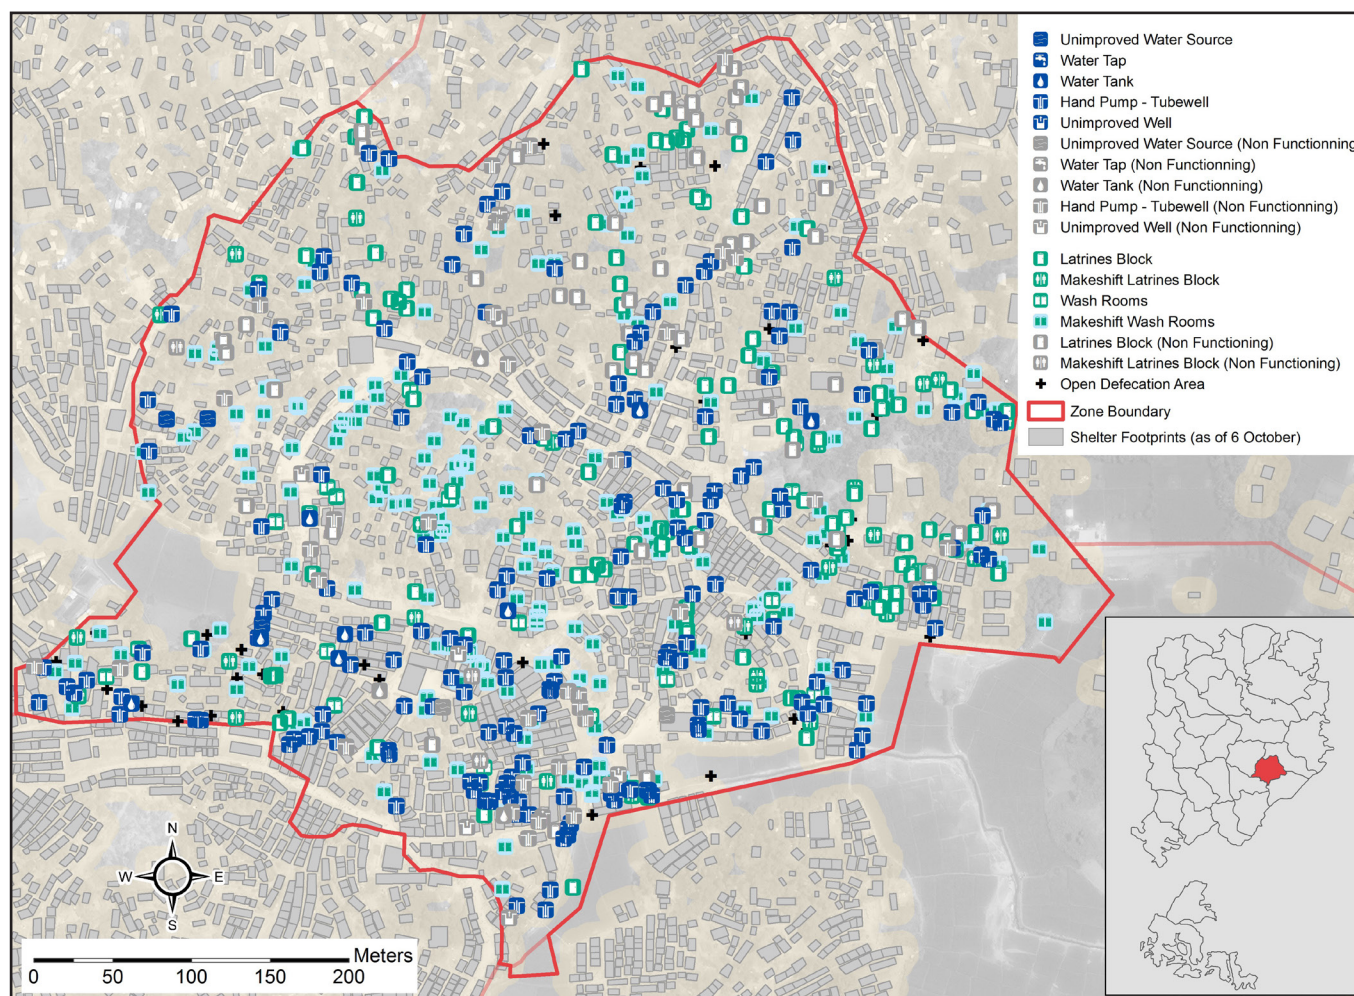 Unimproved Water Source
Water Tap
Water Tank
Hand Pump - Tubewell
Unimproved Well
Unimproved Water Source (Non Functionning
Water Tap (Non Functionning)
Water Tank (Non Functionning)
Hand Pump - Tubewell (Non Functionning)
Unimproved Well (Non Functionning)
Latrines Block
Makeshift Latrines Block
Wash Rooms
Makeshift Wash Rooms
Latrines Block (Non Functioning)
Makeshift Latrines Block (Non Functioning)
Open Defecation Area
Zone Boundary
Shelter Footprints (as of 6 October)
N
W E
S
Meters
0 50 100 150 200